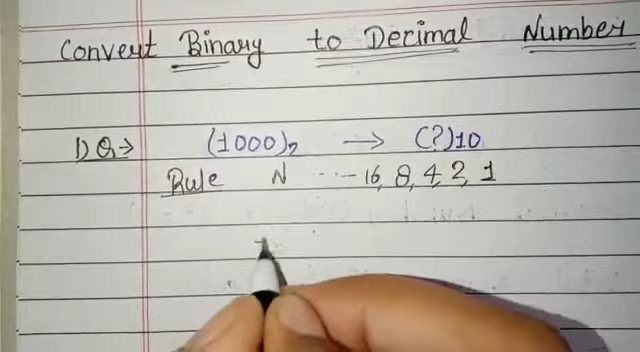 Convert Binary to Decimal Number
1) Q→ (1000)₂ → (?)10
Rule N ---- 16, 8, 4, 2, 1